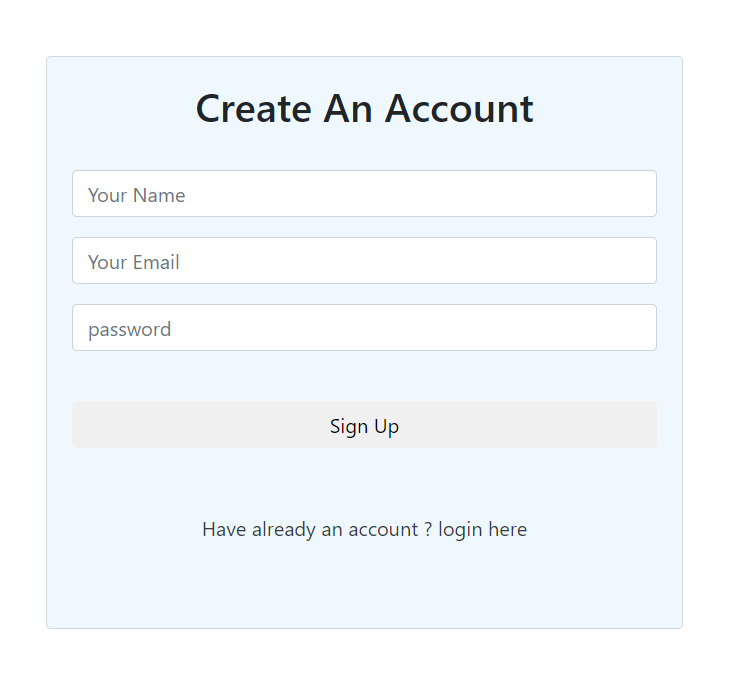 Create An Account
Your Name
Your Email
password
Sign Up
Have already an account ? login here